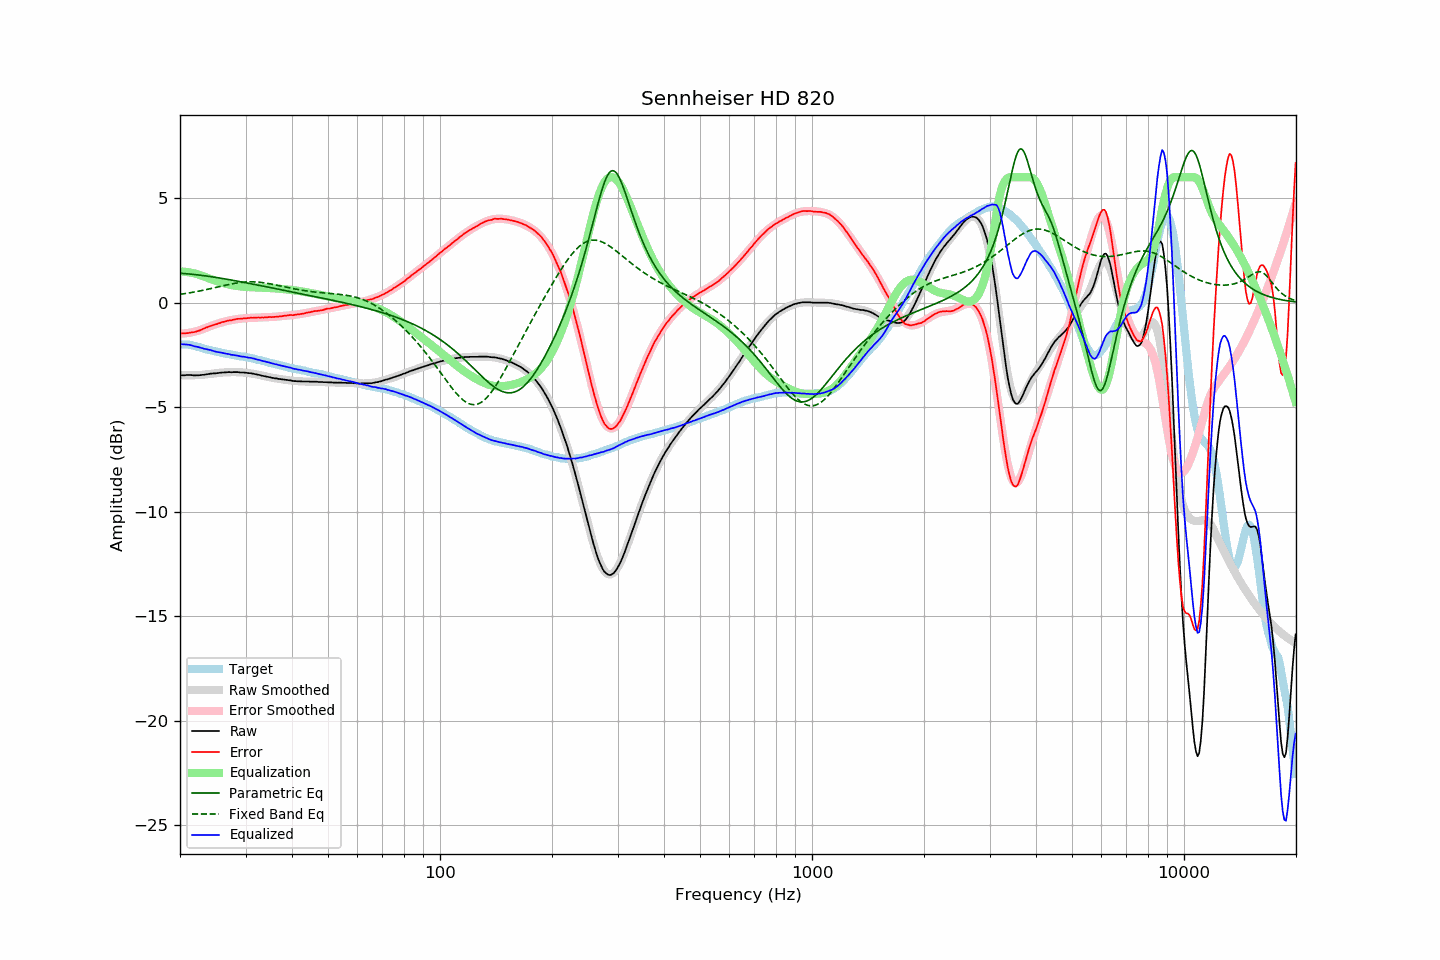 Sennheiser HD 820
Amplitude (dBr)
5
0
−5
−10
−15
−20
−25
Target
Raw Smoothed
Error Smoothed
Raw
Error
Equalization
Parametric Eq
Fixed Band Eq
Equalized
100 1000 10000
Frequency (Hz)